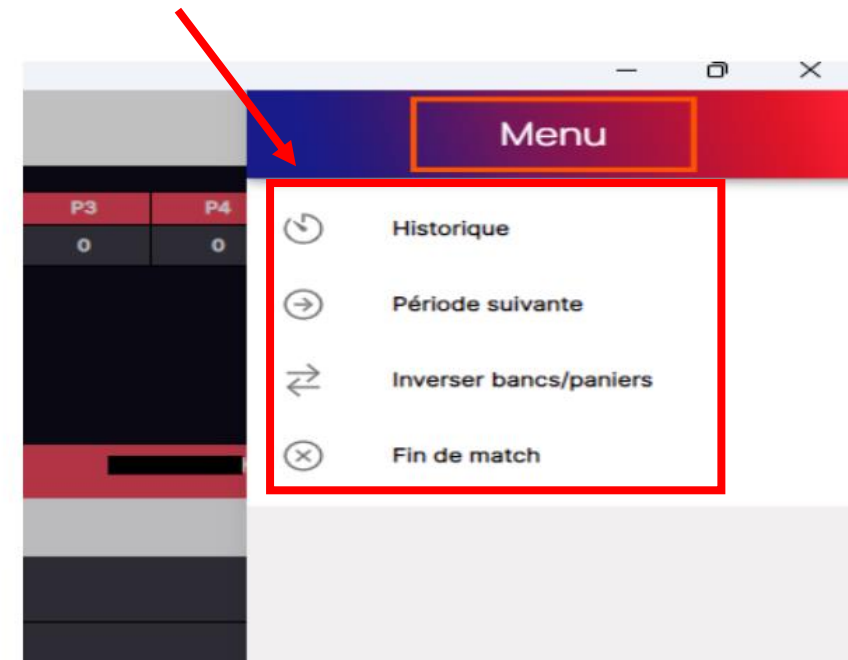 Menu
P3 P4
0 0
Historique
Période suivante
Inverser bancs/paniers
Fin de match